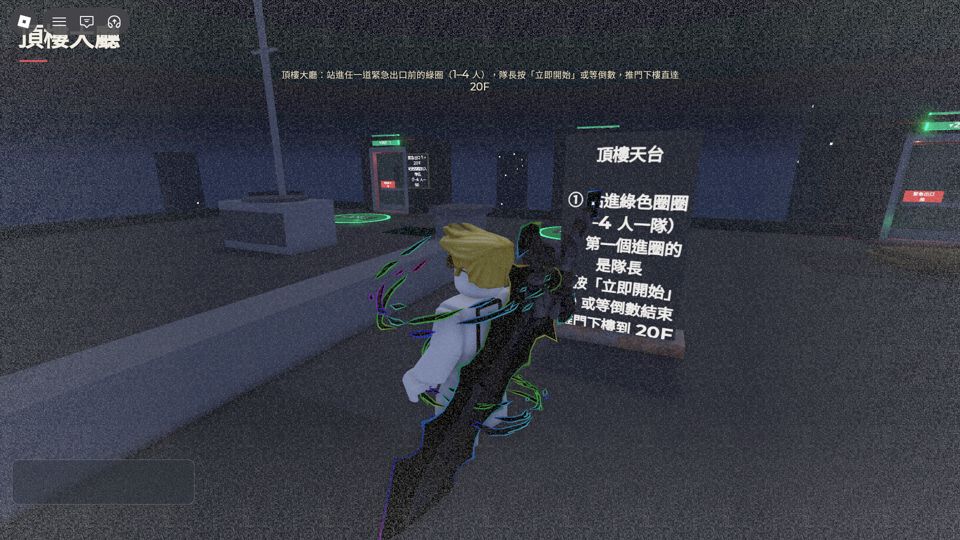 頂樓大廳
頂樓大廳：站進任一道緊急出口前的綠圈（1–4 人），隊長按「立即開始」或等倒數，推門下樓直達
20F
頂樓天台
① 進綠色圈圈
4 人一隊）
第一個進圈的
是隊長
按「立即開始」
或等倒數結束
推門下樓到 20F